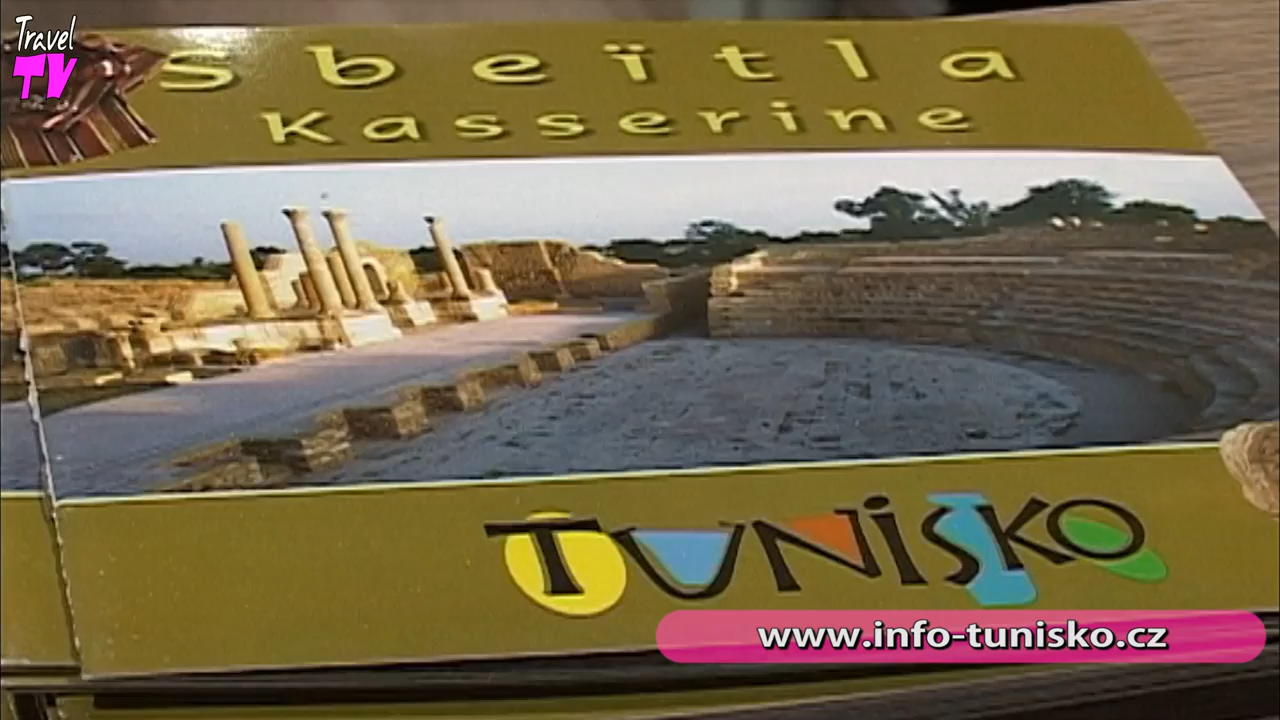 Travel
TV
Sbeïtla
Kasserine
TUNiSKO
www.info-tunisko.cz